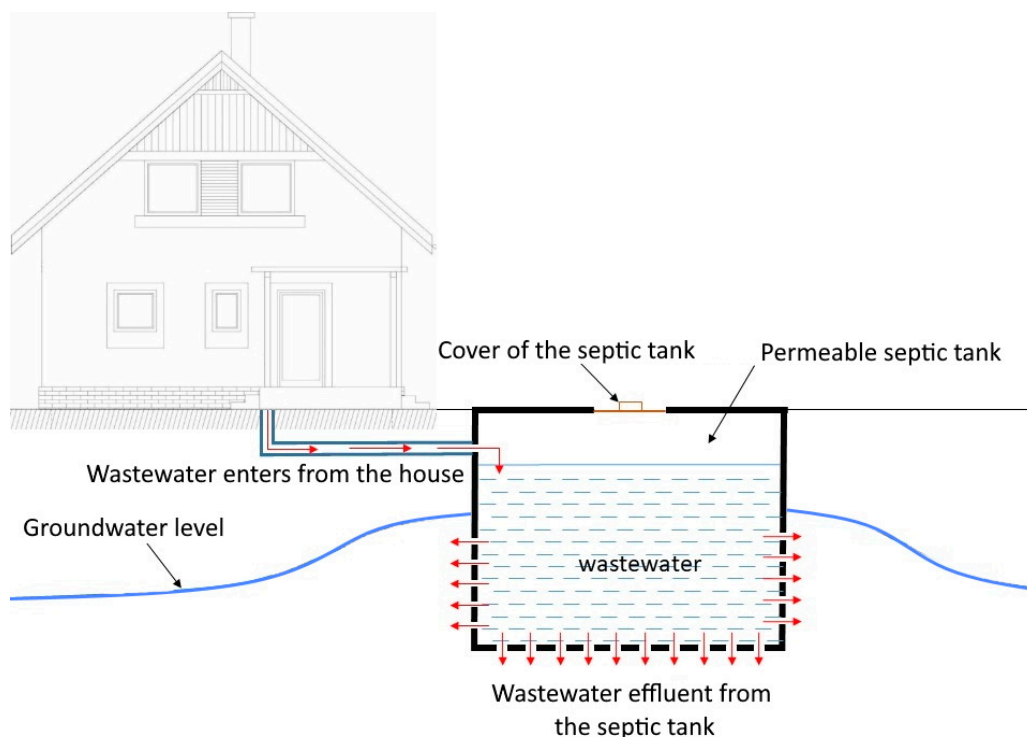 Cover of the septic tank
Permeable septic tank
Wastewater enters from the house
Groundwater level
wastewater
Wastewater effluent from
the septic tank